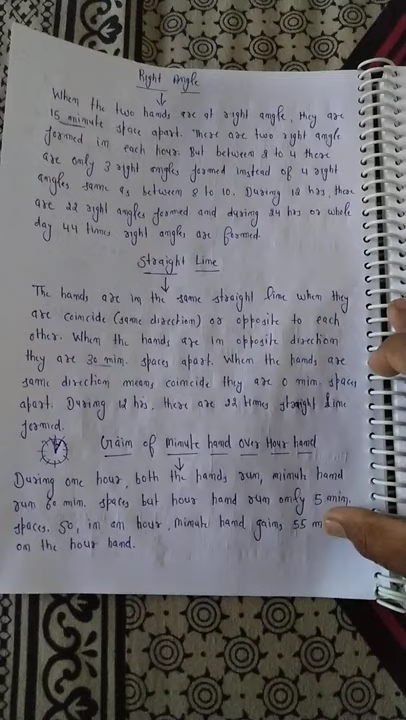 Right Angle
When the two hands are at right angle, they are
15 minute space apart. There are two right angle
formed in each hour. But between 2 to 4 there
are only 3 right angles formed instead of 4 right
angles same as between 8 to 10. During 12 hrs, there
are 22 right angles formed and during 24 hrs or whole
day 44 times right angles are formed.
Straight Line
The hands are in the same straight line when they
are coincide (same direction) or opposite to each
other. When the hands are in opposite direction
they are 30 min. spaces apart. When the hands are
same direction means coincide they are 0 min. spaces
apart. During 12 hrs, there are 22 times straight line
formed.
Gain of Minute hand over Hour hand
During one hour, both the hands run, minute hand
run 60 min. spaces but hour hand run only 5 min.
spaces. So, in an hour, minute hand gains 55 m
on the hour hand.